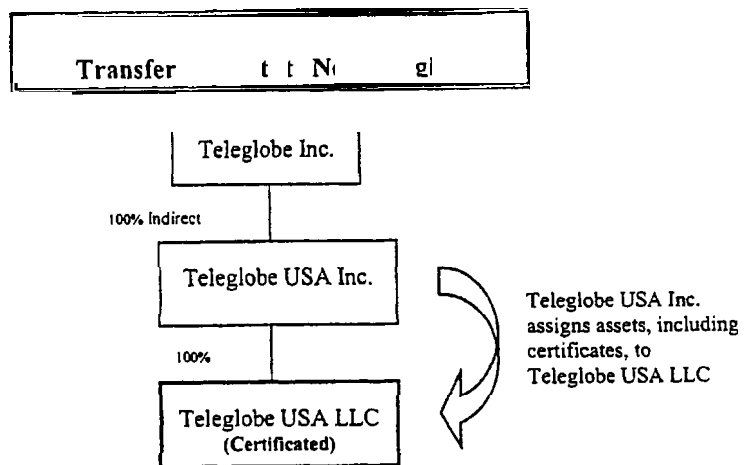 Transfer
Teleglobe Inc.
100% Indirect
Teleglobe USA Inc.
100%
Teleglobe USA LLC
(Certificated)
Teleglobe USA Inc.
assigns assets, including
certificates, to
Teleglobe USA LLC